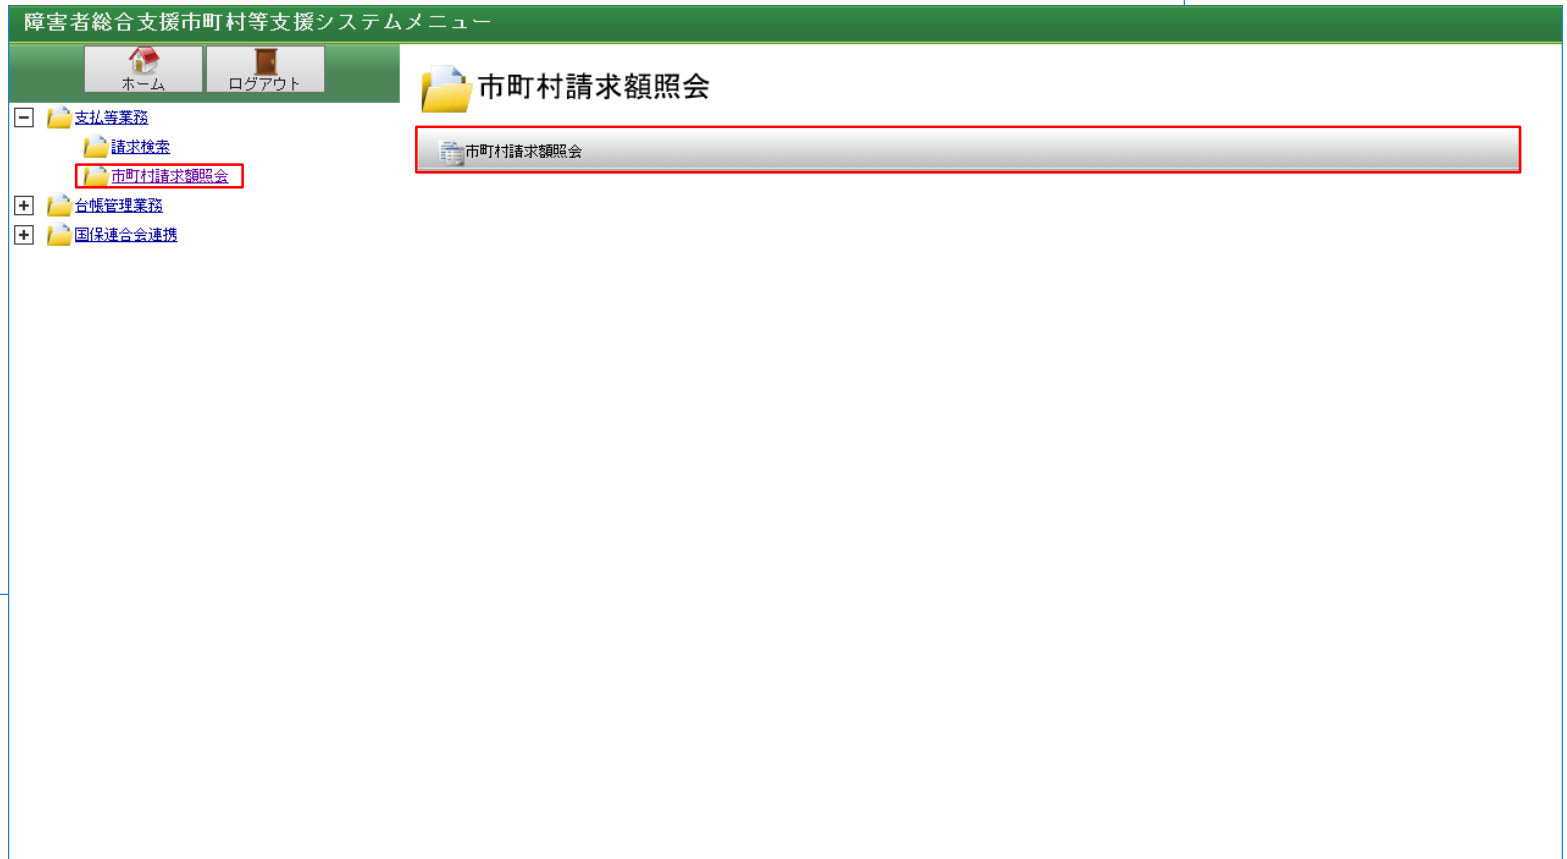 障害者総合支援市町村等支援システムメニュー
ホーム ログアウト
市町村請求額照会
支払等業務
請求検索
市町村請求額照会
台帳管理業務
国保連合会連携
市町村請求額照会